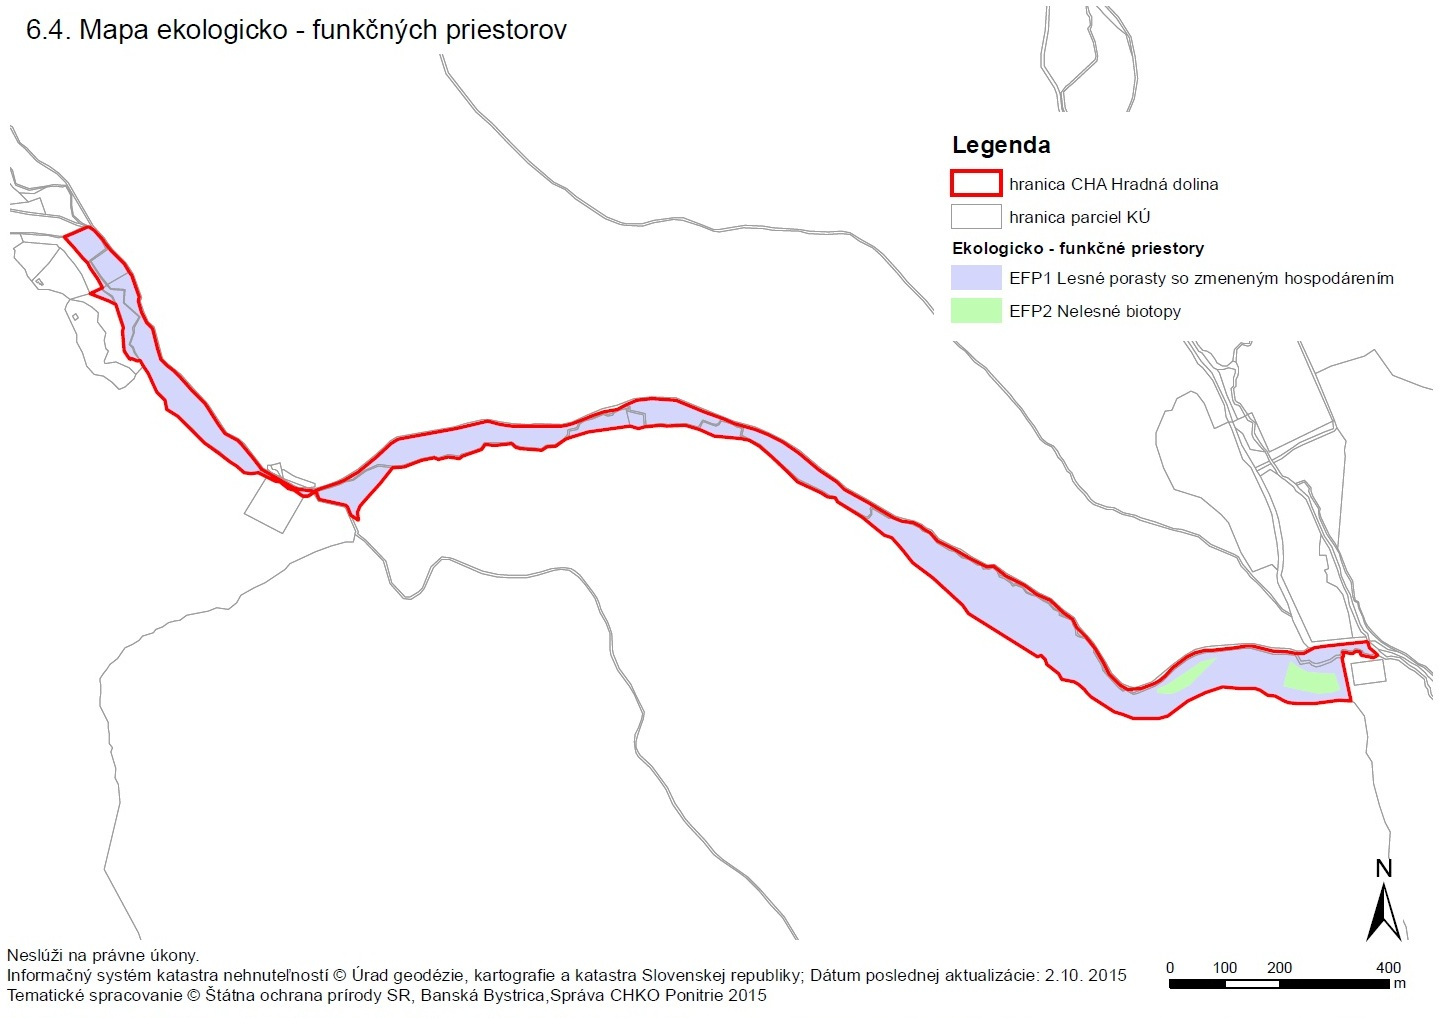 6.4. Mapa ekologicko - funkčných priestorov
Legenda
hranica CHA Hradná dolina
hranica parciel KÚ
Ekologicko - funkčné priestory
EFP1 Lesné porasty so zmeneným hospodárením
EFP2 Nelesné biotopy
N
0 100 200 400
m
Neslúži na právne úkony.
Informačný systém katastra nehnuteľností © Úrad geodézie, kartografie a katastra Slovenskej republiky; Dátum poslednej aktualizácie: 2.10. 2015
Tematické spracovanie © Štátna ochrana prírody SR, Banská Bystrica,Správa CHKO Ponitrie 2015